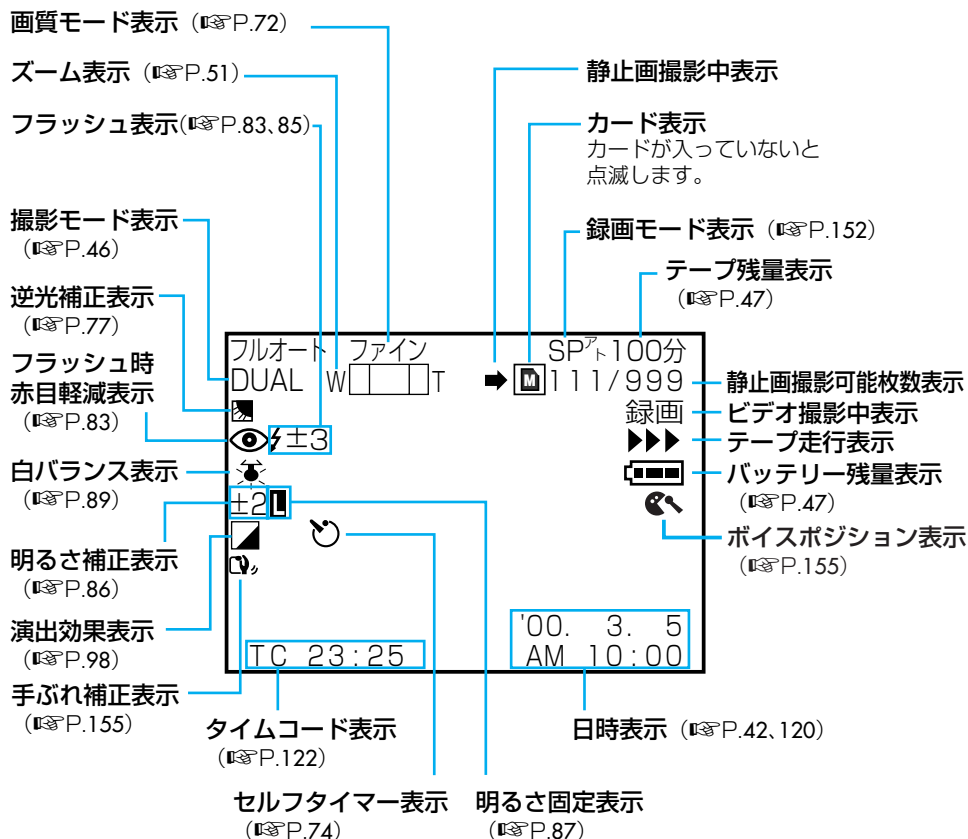 画質モード表示（☞P.72）
ズーム表示（☞P.51）
フラッシュ表示（☞P.83、85）
撮影モード表示
（☞P.46）
逆光補正表示
（☞P.77）
フラッシュ時
赤目軽減表示
（☞P.83）
白バランス表示
（☞P.89）
明るさ補正表示
（☞P.86）
演出効果表示
（☞P.98）
手ぶれ補正表示
（☞P.155）
静止画撮影中表示
カード表示
カードが入っていないと
点滅します。
録画モード表示（☞P.152）
テープ残量表示
（☞P.47）
フルオート ファイン SPアト100分
DUAL W T ➡ M 111/999
録画
±3
±2 L
'00. 3. 5
TC 23:25 AM 10:00
静止画撮影可能枚数表示
ビデオ撮影中表示
テープ走行表示
バッテリー残量表示
（☞P.47）
ボイスポジション表示
（☞P.155）
タイムコード表示
（☞P.122）
日時表示（☞P.42、120）
セルフタイマー表示
（☞P.74）
明るさ固定表示
（☞P.87）